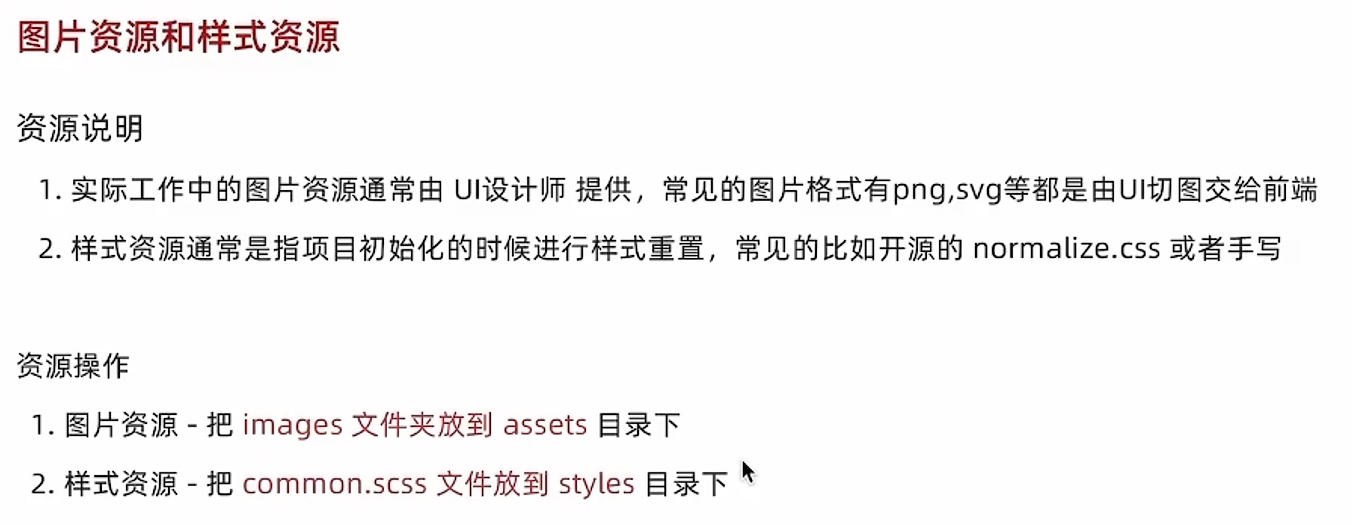 图片资源和样式资源
资源说明
1. 实际工作中的图片资源通常由 UI设计师 提供，常见的图片格式有png,svg等都是由UI切图交给前端
2. 样式资源通常是指项目初始化的时候进行样式重置，常见的比如开源的 normalize.css 或者手写
资源操作
1. 图片资源 - 把 images 文件夹放到 assets 目录下
2. 样式资源 - 把 common.scss 文件放到 styles 目录下